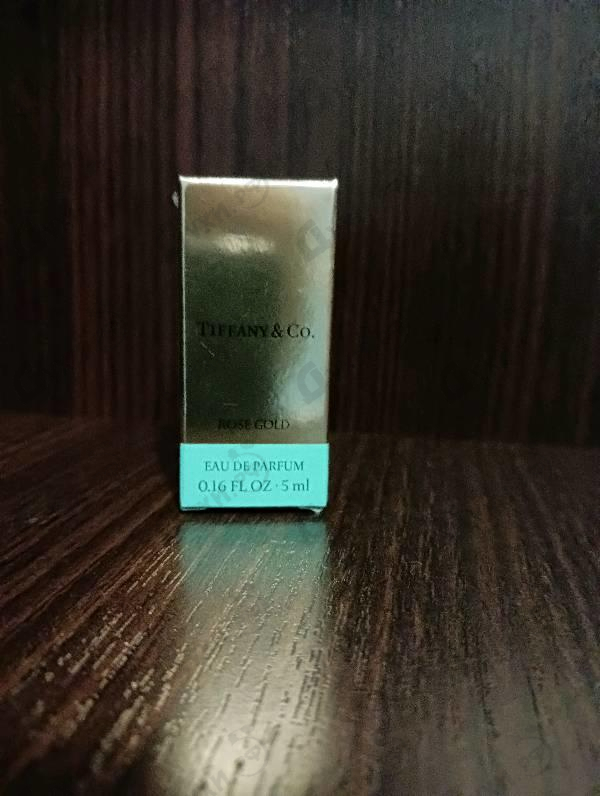 TIFFANY & CO.
ROSE GOLD
EAU DE PARFUM
0.16 FL OZ · 5 ml